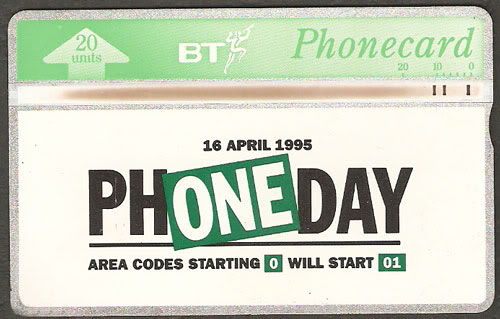 20 units BT Phonecard
20 10 0
16 APRIL 1995
PHONEDAY
AREA CODES STARTING 0 WILL START 01